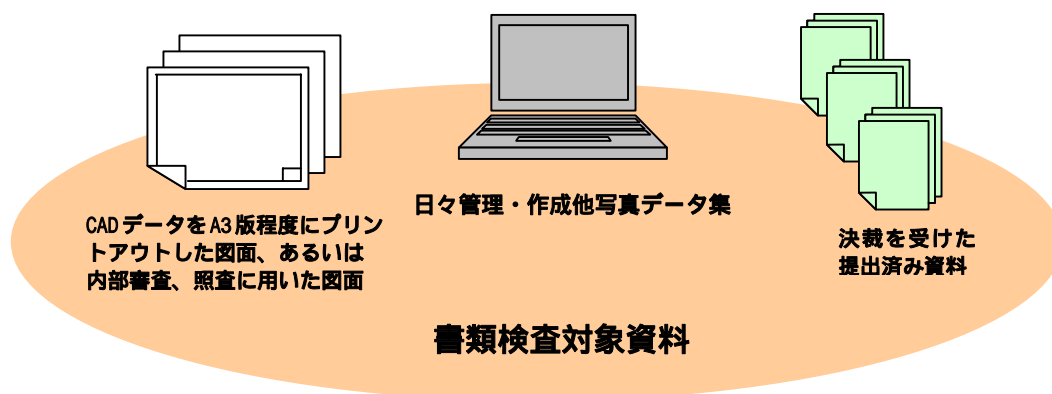 CADデータをA3版程度にプリン
トアウトした図面、あるいは
内部審査、照査に用いた図面
日々管理・作成他写真データ集
決裁を受けた
提出済み資料
書類検査対象資料